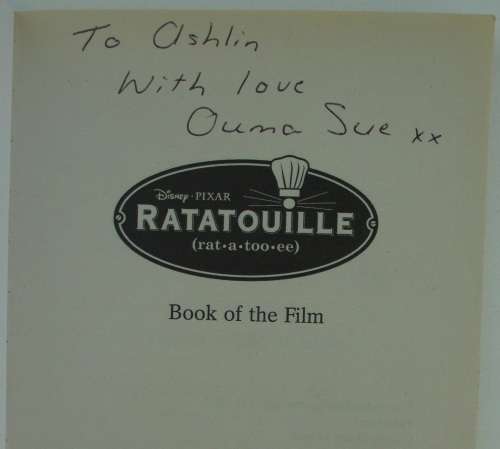 To Ashlin
With love
Ouma Sue xx
Disney · PIXAR
RATATOUILLE
(rat•a•too•ee)
Book of the Film